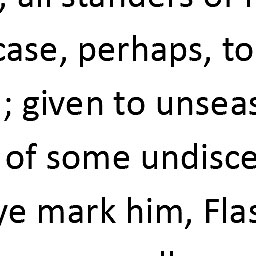 , all standers of
case, perhaps, to
; given to unseas
of some undisce
ye mark him, Flas